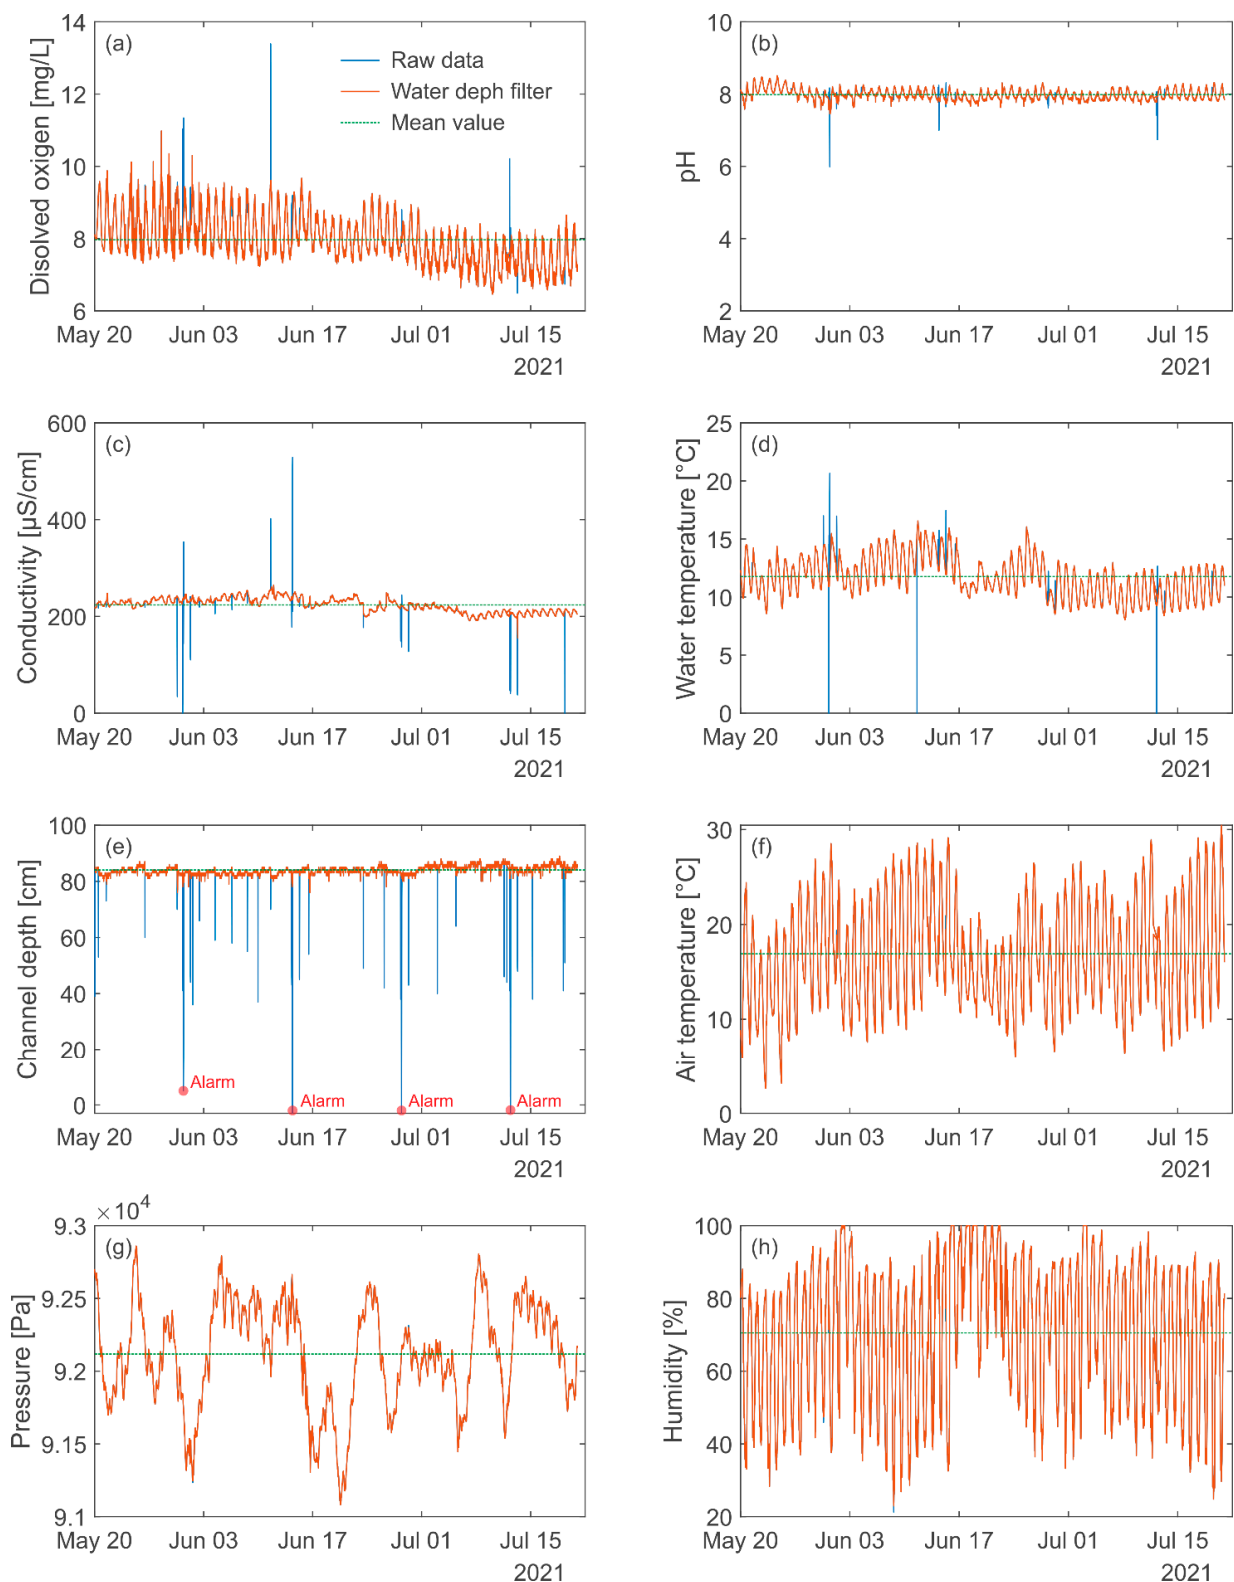 (a)
Raw data
Water deph filter
Mean value
Disolved oxigen [mg/L]
14
12
10
8
6
May 20 Jun 03 Jun 17 Jul 01 Jul 15
2021
(b)
pH
10
8
6
4
2
May 20 Jun 03 Jun 17 Jul 01 Jul 15
2021
(c)
Conductivity [µS/cm]
600
400
200
0
May 20 Jun 03 Jun 17 Jul 01 Jul 15
2021
(d)
Water temperature [°C]
25
20
15
10
5
0
May 20 Jun 03 Jun 17 Jul 01 Jul 15
2021
(e)
Channel depth [cm]
100
80
60
40
20
0
Alarm
Alarm
Alarm
Alarm
May 20 Jun 03 Jun 17 Jul 01 Jul 15
2021
(f)
Air temperature [°C]
30
20
10
0
May 20 Jun 03 Jun 17 Jul 01 Jul 15
2021
×10⁴
(g)
Pressure [Pa]
9.3
9.25
9.2
9.15
9.1
May 20 Jun 03 Jun 17 Jul 01 Jul 15
2021
(h)
Humidity [%]
100
80
60
40
20
May 20 Jun 03 Jun 17 Jul 01 Jul 15
2021